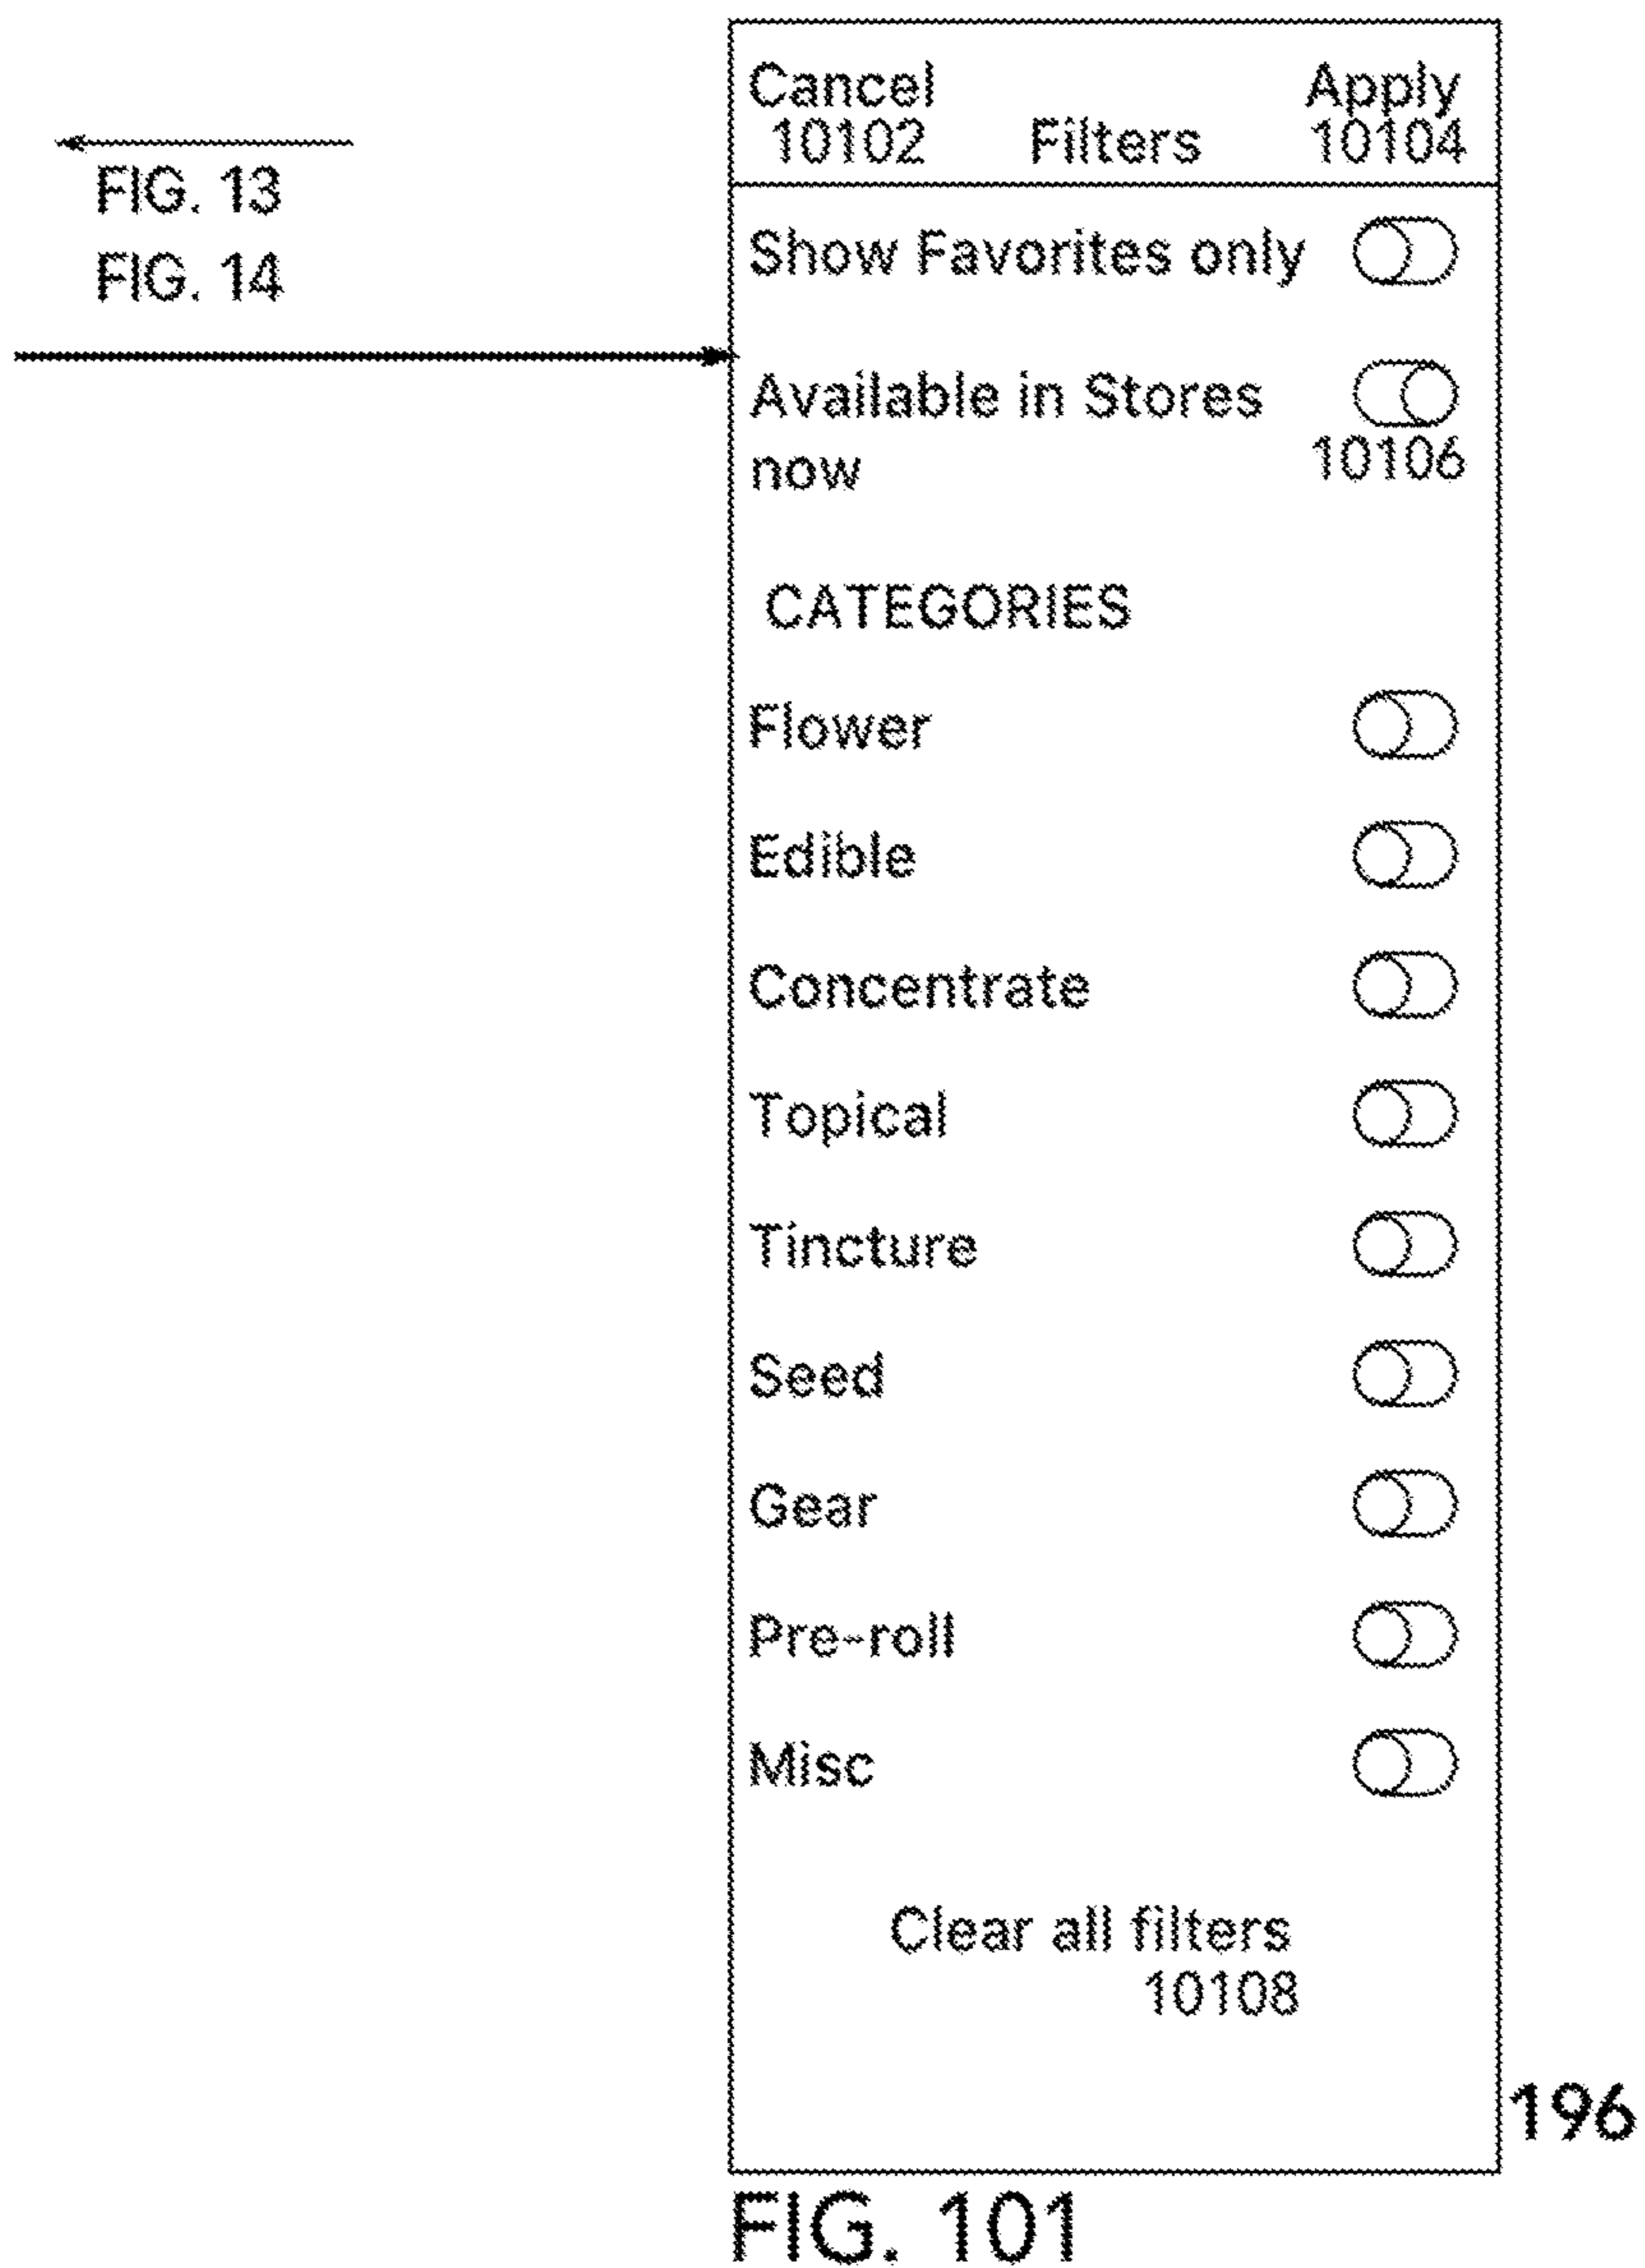 Cancel Apply
10102 Filters 10104
FIG. 13
FIG. 14
Show Favorites only
Available in Stores
now 10106
CATEGORIES
Flower
Edible
Concentrate
Topical
Tincture
Seed
Gear
Pre-roll
Misc
Clear all filters
10108
196
FIG. 101